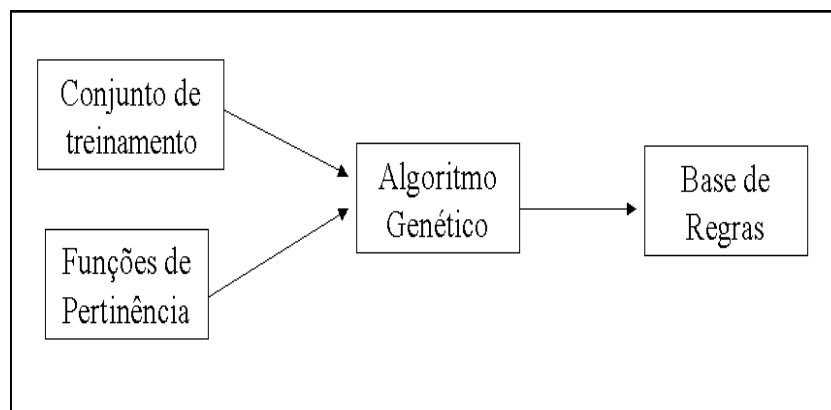 Conjunto de
treinamento
Funções de
Pertinência
Algoritmo
Genético
Base de
Regras